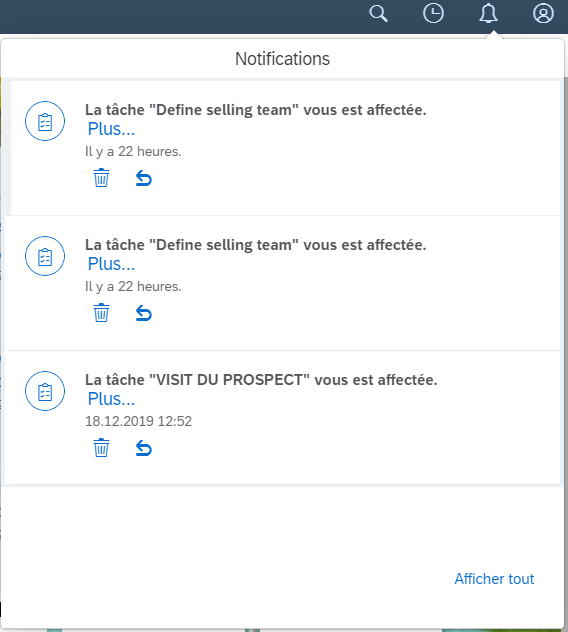 Notifications
La tâche "Define selling team" vous est affectée.
Plus...
Il y a 22 heures.
La tâche "Define selling team" vous est affectée.
Plus...
Il y a 22 heures.
La tâche "VISIT DU PROSPECT" vous est affectée.
Plus...
18.12.2019 12:52
Afficher tout